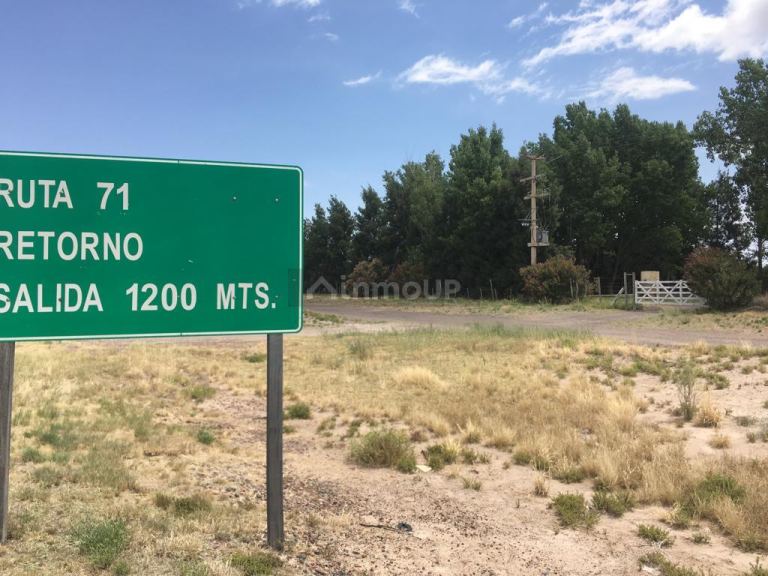 RUTA 71
RETORNO
SALIDA 1200 MTS.
inmoup